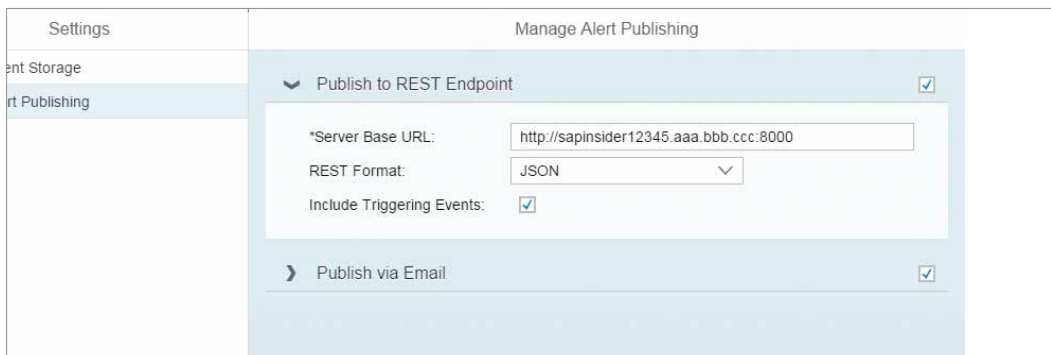 Settings
Manage Alert Publishing
ent Storage
rt Publishing
Publish to REST Endpoint
*Server Base URL:
http://sapinsider12345.aaa.bbb.ccc:8000
REST Format:
JSON
Include Triggering Events:
Publish via Email